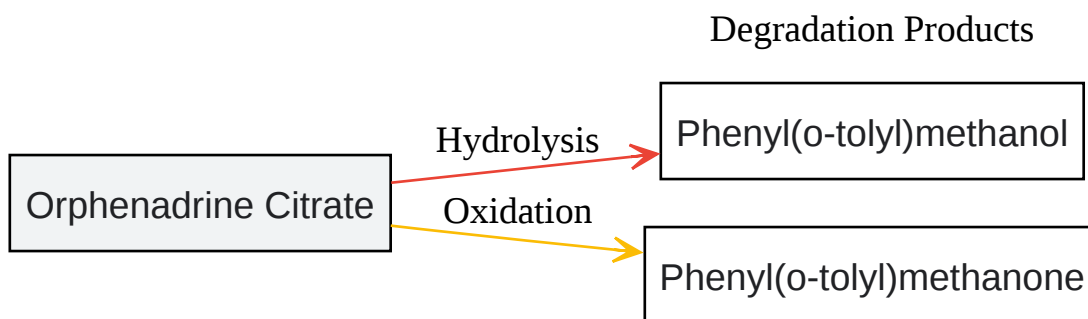 Degradation Products
Phenyl(o-tolyl)methanol
Hydrolysis
Orphenadrine Citrate
Oxidation
Phenyl(o-tolyl)methanone